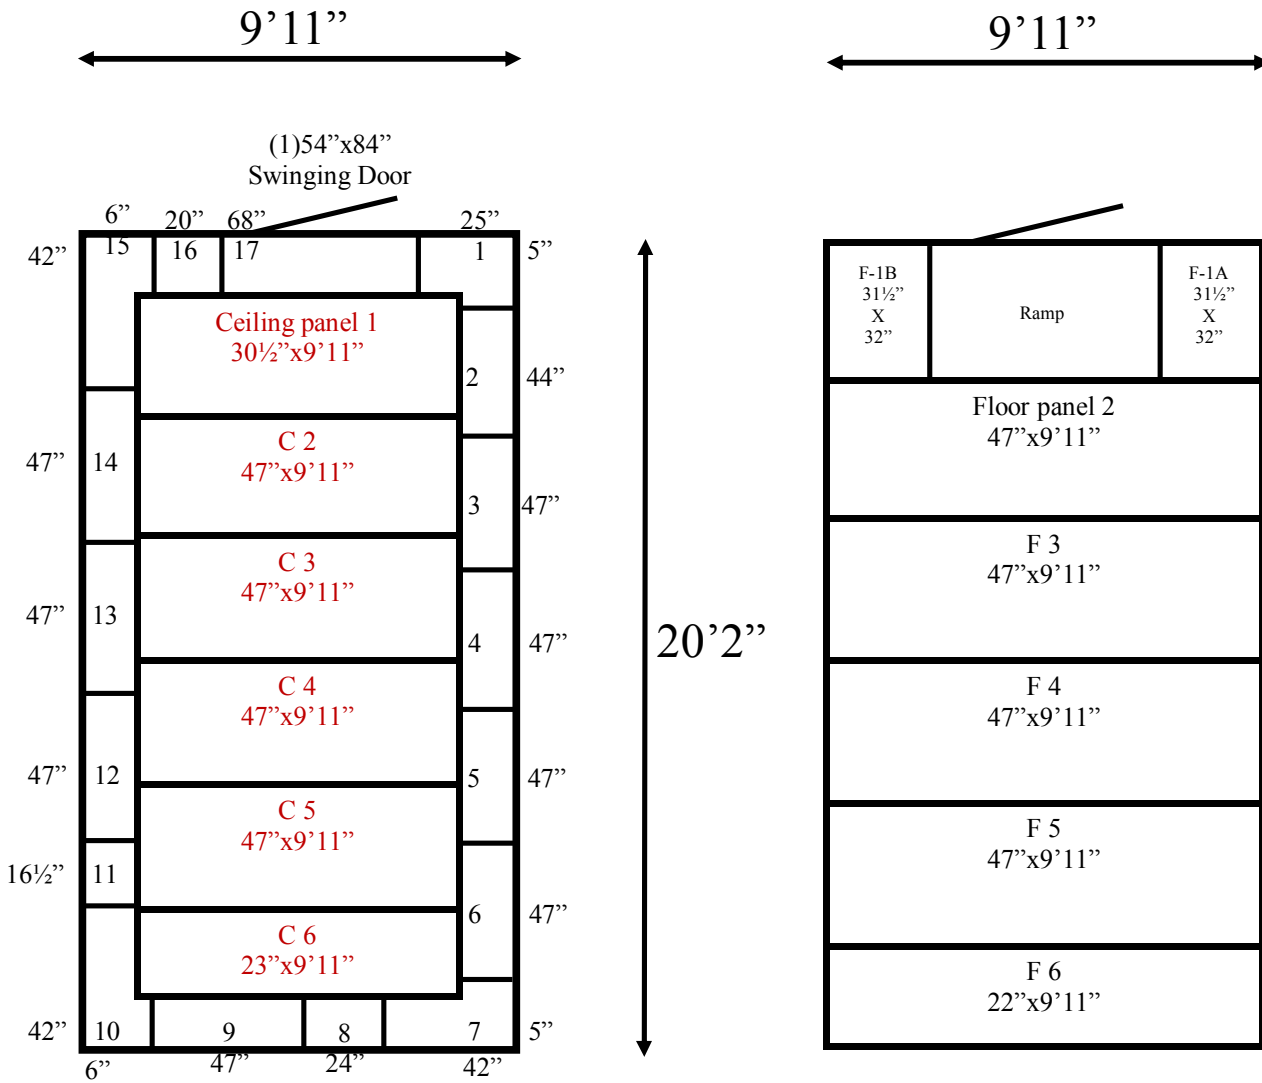 9’11”
9’11”
(1)54”x84”
Swinging Door
6”
20”
68”
25”
42”
15
16
17
1
5”
Ceiling panel 1
30½”x9’11”
2
44”
C 2
47”x9’11”
47”
14
3
47”
C 3
47”x9’11”
47”
13
4
47”
20’2”
C 4
47”x9’11”
47”
12
5
47”
C 5
47”x9’11”
16½”
11
6
47”
C 6
23”x9’11”
42”
10
9
8
7
5”
6”
47”
24”
42”
F-1B
31½”
X
32”
Ramp
F-1A
31½”
X
32”
Floor panel 2
47”x9’11”
F 3
47”x9’11”
F 4
47”x9’11”
F 5
47”x9’11”
F 6
22”x9’11”